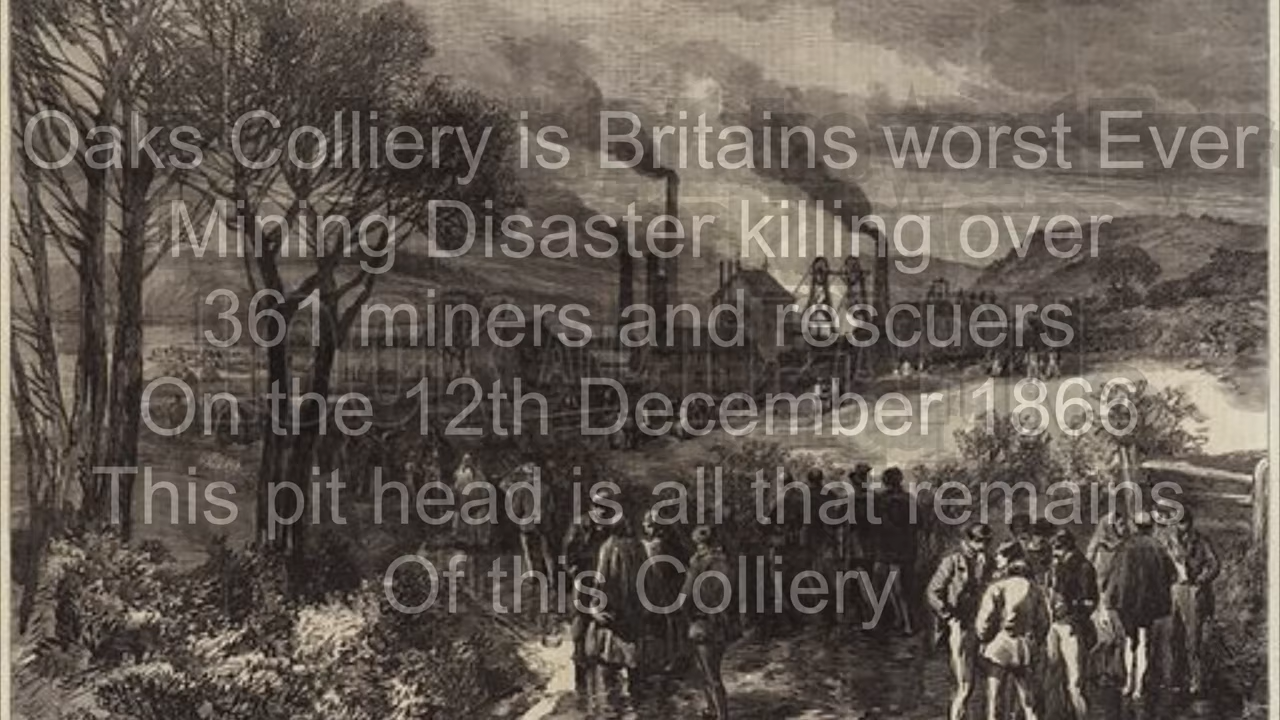 Oaks Colliery is Britains worst Ever
Mining Disaster killing over
361 miners and rescuers
On the 12th December 1866
This pit head is all that remains
Of this Colliery